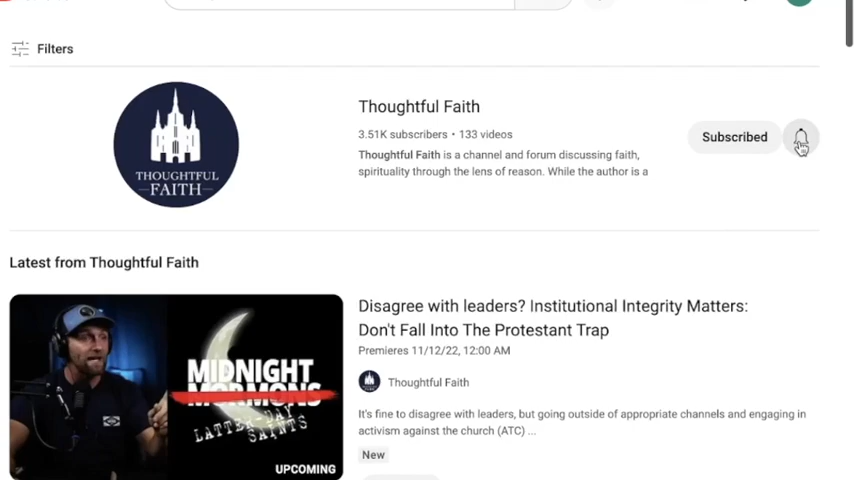 Filters
THOUGHTFUL
FAITH
Thoughtful Faith
3.51K subscribers • 133 videos
Thoughtful Faith is a channel and forum discussing faith,
spirituality through the lens of reason. While the author is a
Subscribed
Latest from Thoughtful Faith
MIDNIGHT
MORMONS
LATTER-DAY
SAINTS
UPCOMING
Disagree with leaders? Institutional Integrity Matters:
Don't Fall Into The Protestant Trap
Premieres 11/12/22, 12:00 AM
Thoughtful Faith
It's fine to disagree with leaders, but going outside of appropriate channels and engaging in
activism against the church (ATC) ...
New